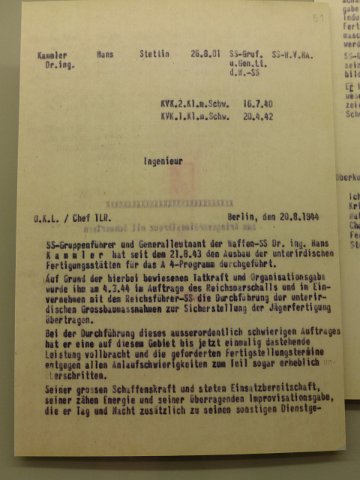 51
Kammler Hans Stettin 26.8.01 SS-Gruf. SS-W.V.HA.
Dr.ing. u.Gen.Lt.
d.W.-SS
KVK.2.Kl.m.Schw. 16.7.40
KVK.1.Kl.m.Schw. 20.4.42
Ingenieur
O.K.L. / Chef TLR. Berlin, den 20.8.1944
SS-Gruppenführer und Generalleutnant der Waffen-SS Dr. ing. Hans
K a m m l e r hat seit dem 21.8.43 den Ausbau der unterirdischen
Fertigungsstätten für das A 4-Programm durchgeführt.
Auf Grund der hierbei bewiesenen Tatkraft und Organisationsgabe
wurde ihm am 4.3.44 im Auftrage des Reichsmarschalls und im Ein-
vernehmen mit dem Reichsführer-SS die Durchführung der unterir-
dischen Grossbaumassnahmen zur Sicherstellung der Jägerfertigung
übertragen.
Bei der Durchführung dieses ausserordentlich schwierigen Auftrages
hat er eine auf diesem Gebiet bis jetzt einmalig dastehende
Leistung vollbracht und die geforderten Fertigstellungstermine
entgegen allen Anlaufschwierigkeiten zum Teil sogar erheblich un-
terschritten.
Seiner grossen Schaffenskraft und steten Einsatzbereitschaft,
seiner zähen Energie und seiner überragenden Improvisationsgabe,
die er Tag und Nacht zusätzlich zu seinen sonstigen Dienstge-